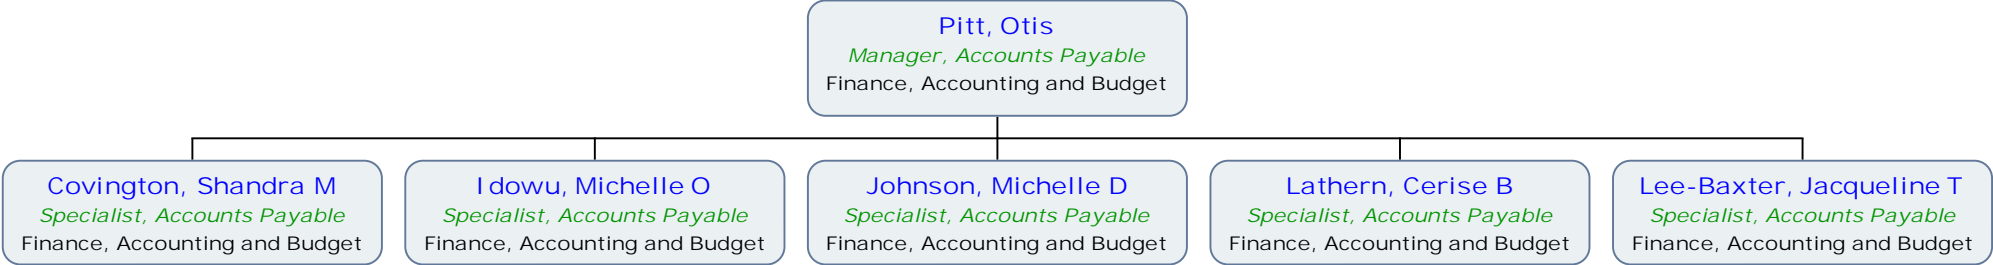 Pitt, Otis
Manager, Accounts Payable
Finance, Accounting and Budget
Covington, Shandra M
Specialist, Accounts Payable
Finance, Accounting and Budget
Idowu, Michelle O
Specialist, Accounts Payable
Finance, Accounting and Budget
Johnson, Michelle D
Specialist, Accounts Payable
Finance, Accounting and Budget
Lathern, Cerise B
Specialist, Accounts Payable
Finance, Accounting and Budget
Lee-Baxter, Jacqueline T
Specialist, Accounts Payable
Finance, Accounting and Budget